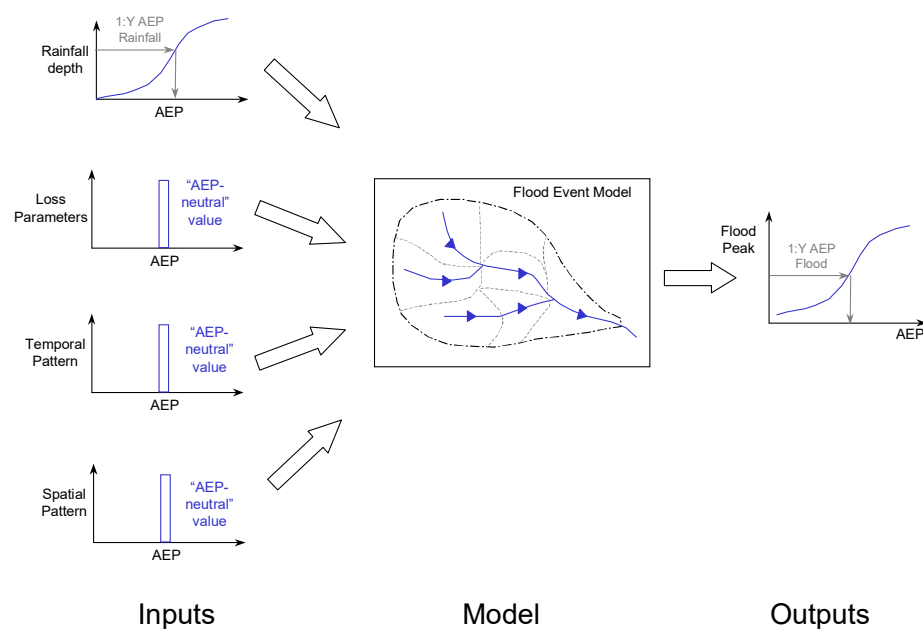 1:Y AEP
Rainfall
Rainfall
depth
AEP
Loss
Parameters
“AEP-
neutral”
value
AEP
Temporal
Pattern
“AEP-
neutral”
value
AEP
Spatial
Pattern
“AEP-
neutral”
value
AEP
Flood Event Model
Flood
Peak
1:Y AEP
Flood
AEP
Inputs
Model
Outputs